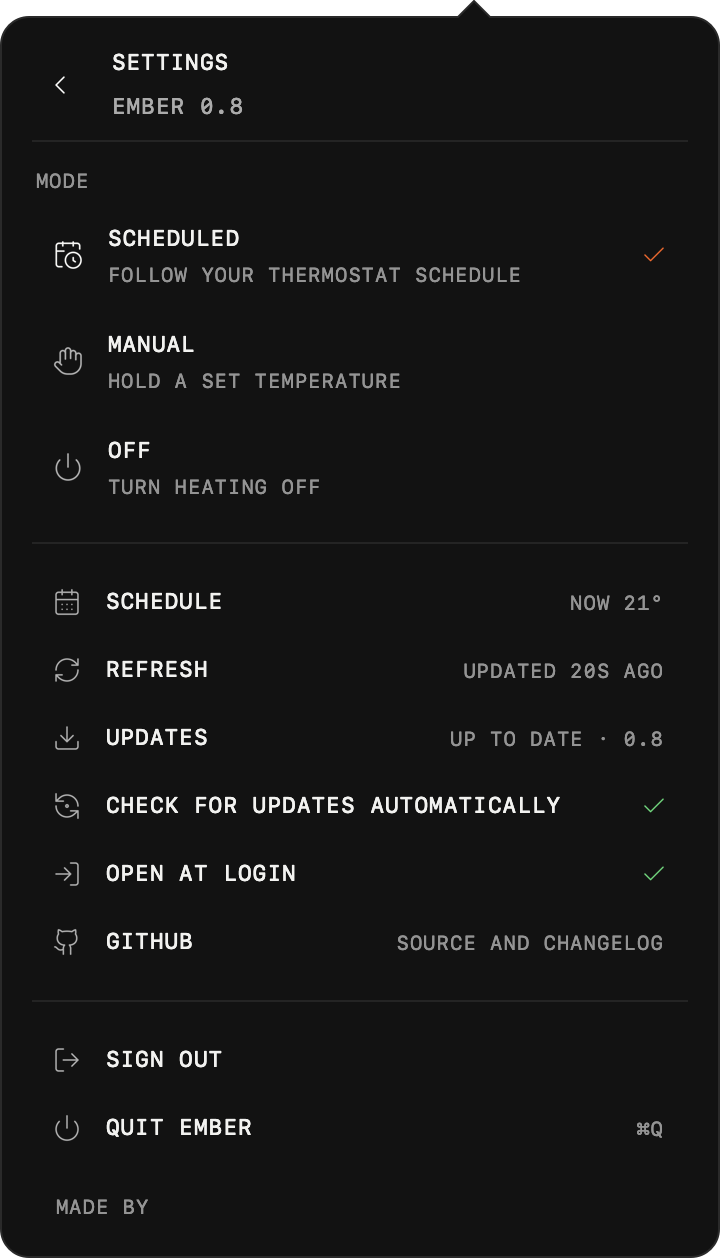 SETTINGS
EMBER 0.8
MODE
SCHEDULED
FOLLOW YOUR THERMOSTAT SCHEDULE
MANUAL
HOLD A SET TEMPERATURE
OFF
TURN HEATING OFF
SCHEDULE NOW 21°
REFRESH UPDATED 20S AGO
UPDATES UP TO DATE · 0.8
CHECK FOR UPDATES AUTOMATICALLY
OPEN AT LOGIN
GITHUB SOURCE AND CHANGELOG
SIGN OUT
QUIT EMBER ⌘Q
MADE BY